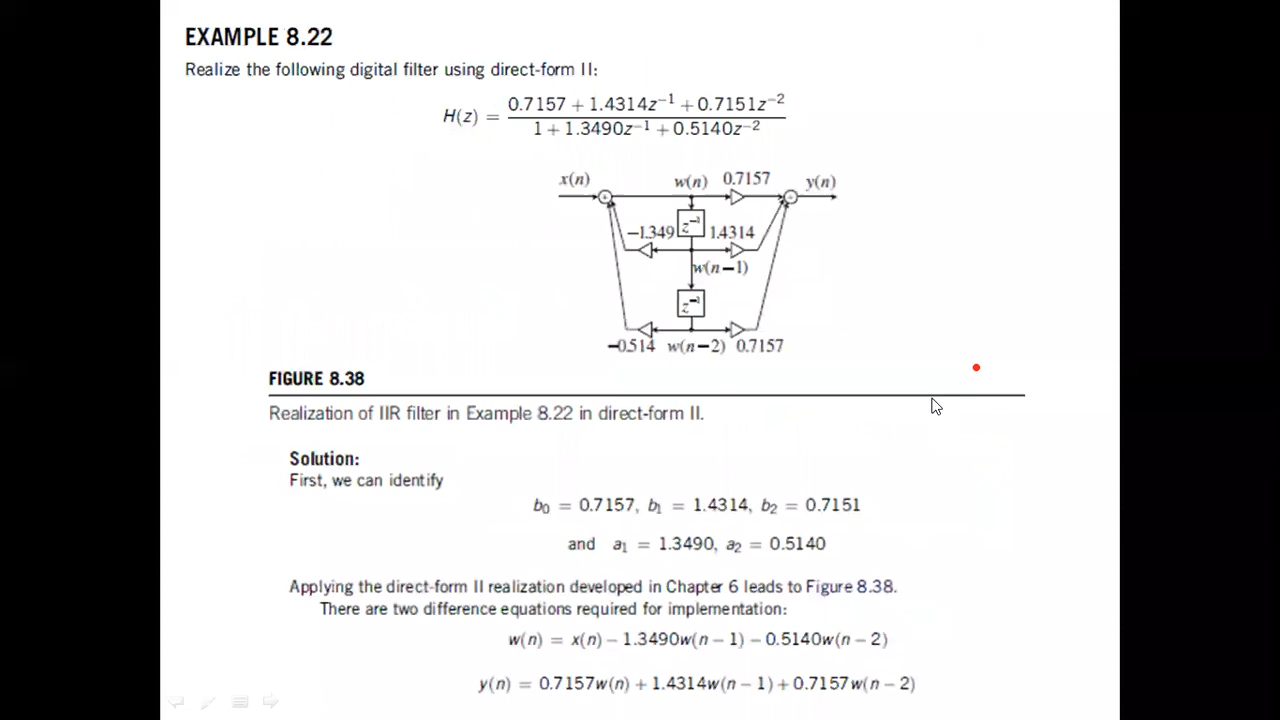 EXAMPLE 8.22
Realize the following digital filter using direct-form II:
H(z) = (0.7157 + 1.4314z⁻¹ + 0.7151z⁻²) / (1 + 1.3490z⁻¹ + 0.5140z⁻²)
x(n) w(n) 0.7157 y(n)
−1.349 z⁻¹ 1.4314
w(n−1)
z⁻¹
−0.514 w(n−2) 0.7157
FIGURE 8.38
Realization of IIR filter in Example 8.22 in direct-form II.
Solution:
First, we can identify
b₀ = 0.7157, b₁ = 1.4314, b₂ = 0.7151
and a₁ = 1.3490, a₂ = 0.5140
Applying the direct-form II realization developed in Chapter 6 leads to Figure 8.38.
There are two difference equations required for implementation:
w(n) = x(n) − 1.3490w(n − 1) − 0.5140w(n − 2)
y(n) = 0.7157w(n) + 1.4314w(n − 1) + 0.7157w(n − 2)